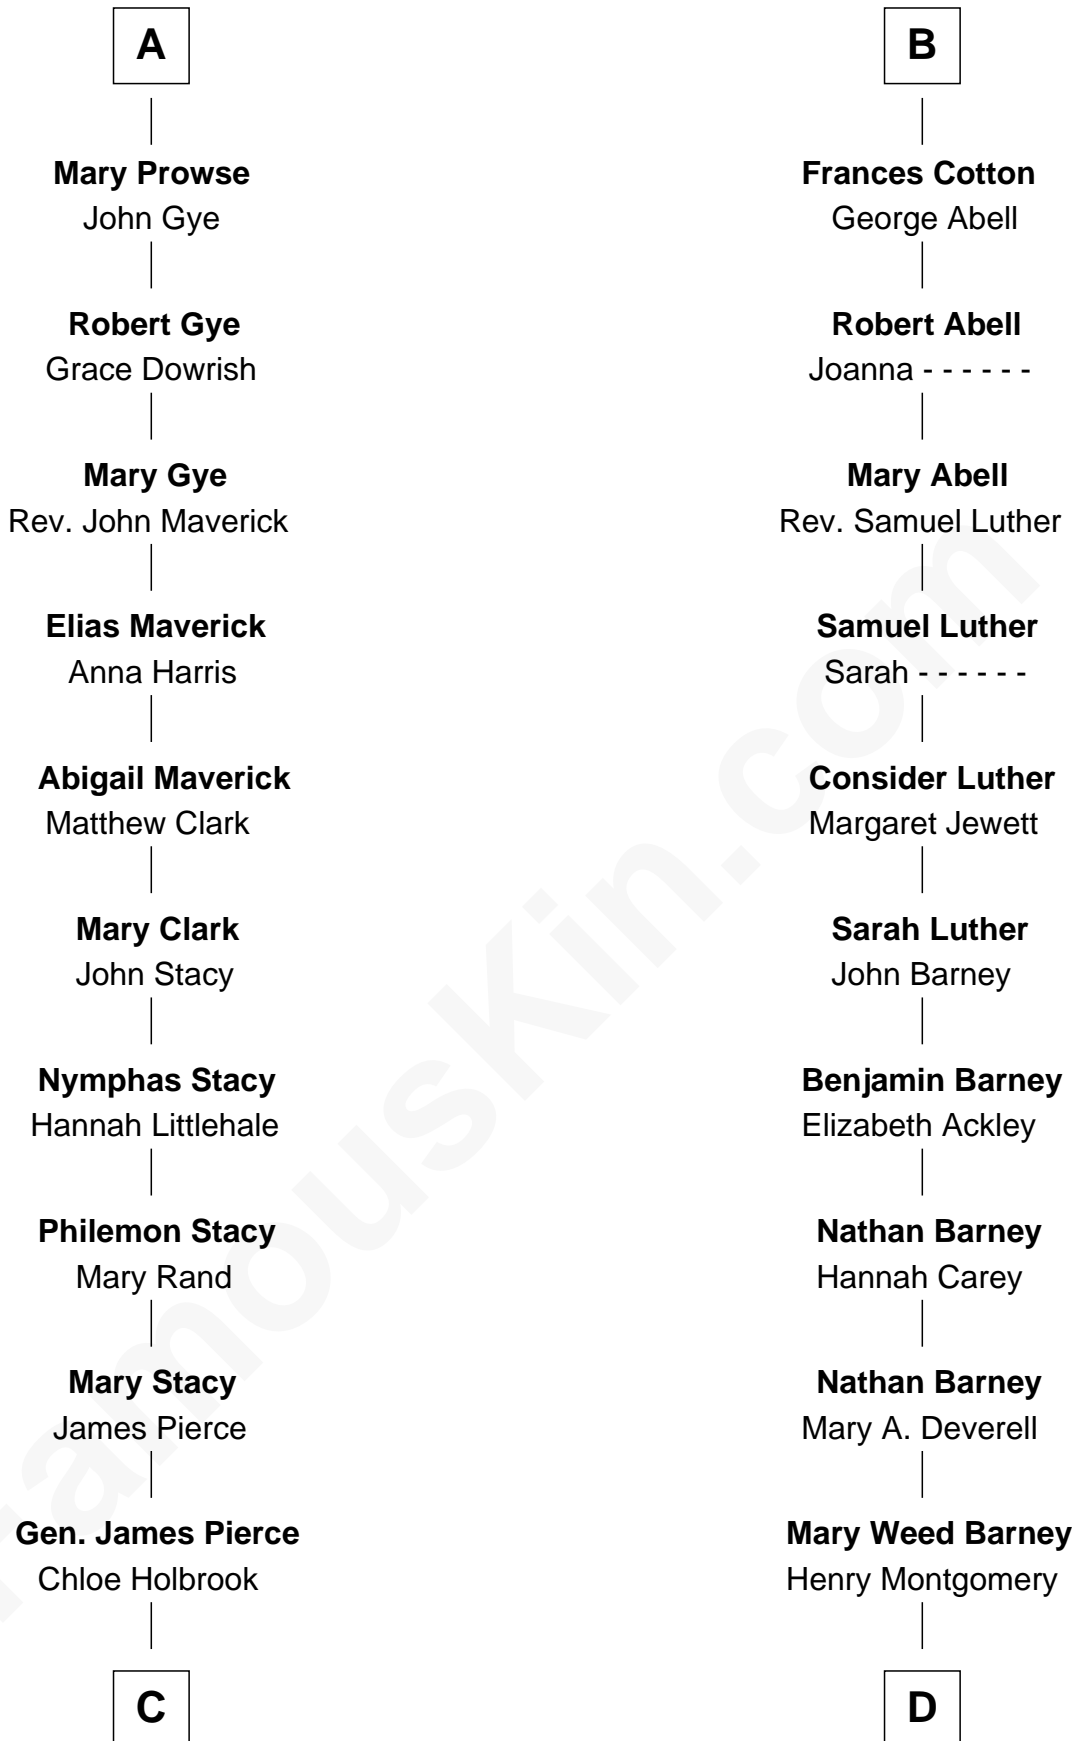 A
Mary Prowse
John Gye
Robert Gye
Grace Dowrish
Mary Gye
Rev. John Maverick
Elias Maverick
Anna Harris
Abigail Maverick
Matthew Clark
Mary Clark
John Stacy
Nymphas Stacy
Hannah Littlehale
Philemon Stacy
Mary Rand
Mary Stacy
James Pierce
Gen. James Pierce
Chloe Holbrook
C
B
Frances Cotton
George Abell
Robert Abell
Joanna - - - - - -
Mary Abell
Rev. Samuel Luther
Samuel Luther
Sarah - - - - - -
Consider Luther
Margaret Jewett
Sarah Luther
John Barney
Benjamin Barney
Elizabeth Ackley
Nathan Barney
Hannah Carey
Nathan Barney
Mary A. Deverell
Mary Weed Barney
Henry Montgomery
D
FamousKin.com